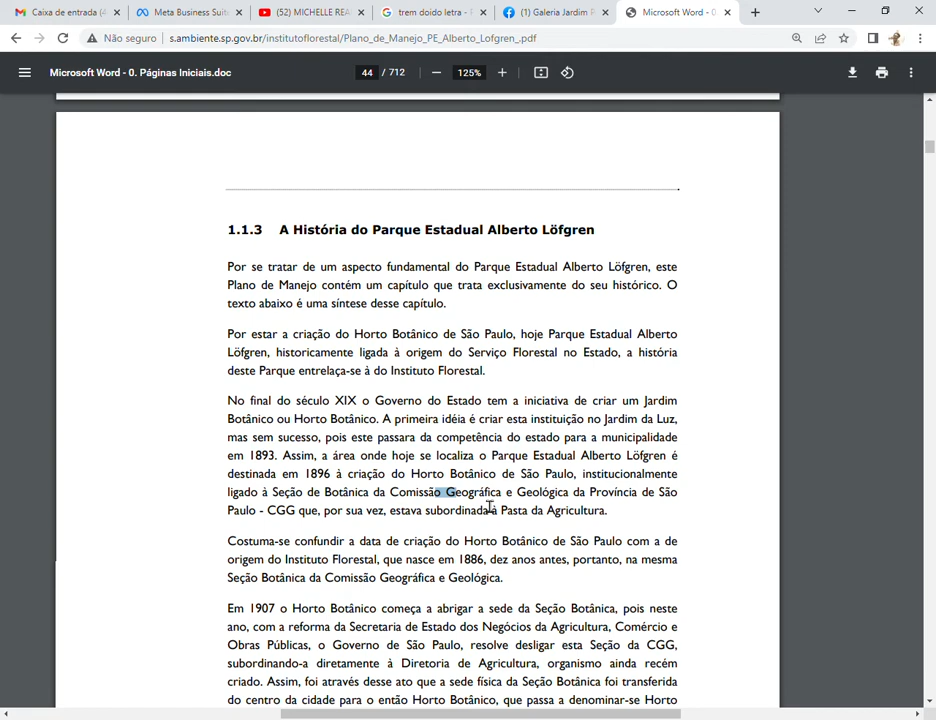 Caixa de entrada (4
Meta Business Suit
(52) MICHELLE REA
trem doido letra -
(1) Galeria Jardim P
Microsoft Word - 0
Não seguro
s.ambiente.sp.gov.br/institutoflorestal/Plano_de_Manejo_PE_Alberto_Lofgren_.pdf
Microsoft Word - 0. Páginas Iniciais.doc
44 / 712
125%
1.1.3 A História do Parque Estadual Alberto Löfgren
Por se tratar de um aspecto fundamental do Parque Estadual Alberto Löfgren, este
Plano de Manejo contém um capítulo que trata exclusivamente do seu histórico. O
texto abaixo é uma síntese desse capítulo.
Por estar a criação do Horto Botânico de São Paulo, hoje Parque Estadual Alberto
Löfgren, historicamente ligada à origem do Serviço Florestal no Estado, a história
deste Parque entrelaça-se à do Instituto Florestal.
No final do século XIX o Governo do Estado tem a iniciativa de criar um Jardim
Botânico ou Horto Botânico. A primeira idéia é criar esta instituição no Jardim da Luz,
mas sem sucesso, pois este passara da competência do estado para a municipalidade
em 1893. Assim, a área onde hoje se localiza o Parque Estadual Alberto Löfgren é
destinada em 1896 à criação do Horto Botânico de São Paulo, institucionalmente
ligado à Seção de Botânica da Comissão Geográfica e Geológica da Província de São
Paulo - CGG que, por sua vez, estava subordinada à Pasta da Agricultura.
Costuma-se confundir a data de criação do Horto Botânico de São Paulo com a de
origem do Instituto Florestal, que nasce em 1886, dez anos antes, portanto, na mesma
Seção Botânica da Comissão Geográfica e Geológica.
Em 1907 o Horto Botânico começa a abrigar a sede da Seção Botânica, pois neste
ano, com a reforma da Secretaria de Estado dos Negócios da Agricultura, Comércio e
Obras Públicas, o Governo de São Paulo, resolve desligar esta Seção da CGG,
subordinando-a diretamente à Diretoria de Agricultura, organismo ainda recém
criado. Assim, foi através desse ato que a sede física da Seção Botânica foi transferida
do centro da cidade para o então Horto Botânico, que passa a denominar-se Horto